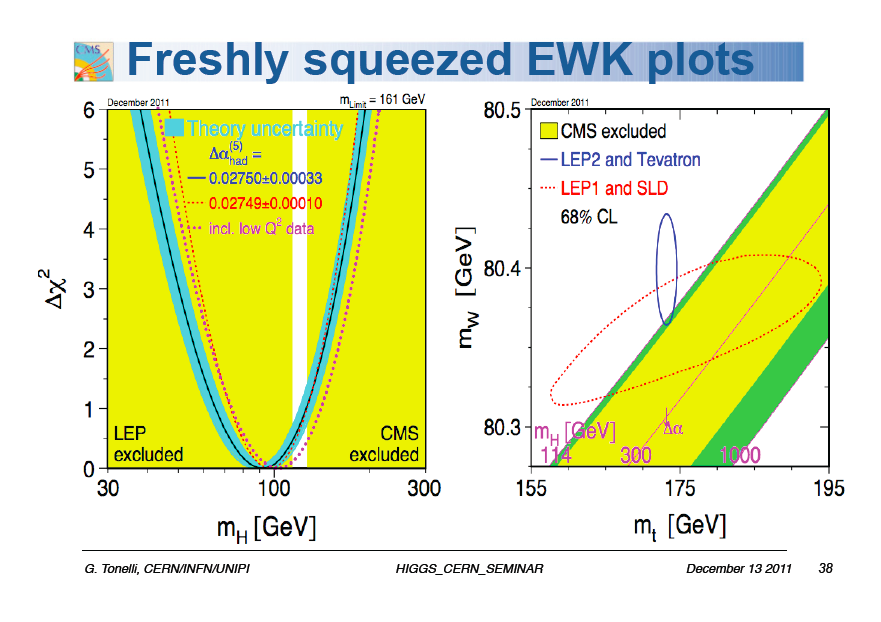 CMS
Freshly squeezed EWK plots
December 2011
mLimit = 161 GeV
Theory uncertainty
Δα(5)had =
0.02750±0.00033
0.02749±0.00010
incl. low Q2 data
6
5
4
3
2
1
0
Δχ2
LEP
excluded
CMS
excluded
30
100
300
mH [GeV]
December 2011
CMS excluded
LEP2 and Tevatron
LEP1 and SLD
68% CL
80.5
80.4
80.3
mW [GeV]
mH [GeV]
Δα
114
300
1000
155
175
195
mt [GeV]
G. Tonelli, CERN/INFN/UNIPI
HIGGS_CERN_SEMINAR
December 13 2011
38